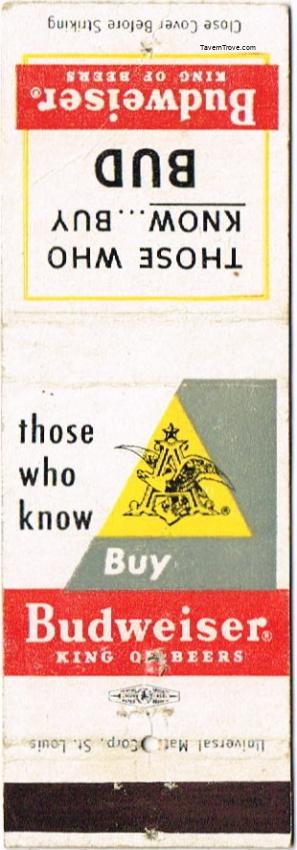 Close Cover Before Striking
TavernTrove.com
Budweiser®
KING OF BEERS
BUD
KNOW...BUY
THOSE WHO
those
who
know
A
®
Buy
Budweiser®
KING OF BEERS
Universal Match Corp., St. Louis